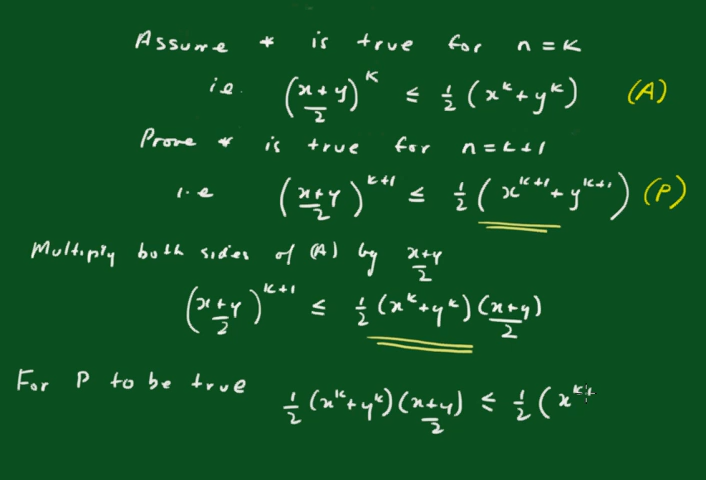 Assume * is true for n = k
i.e. (x+y/2)^k ≤ 1/2 (x^k + y^k) (A)
Prove * is true for n = k+1
i.e (x+y/2)^k+1 ≤ 1/2 (x^k+1 + y^k+1) (P)
Multiply both sides of (A) by x+y/2
(x+y/2)^k+1 ≤ 1/2 (x^k + y^k) (x+y/2)
For P to be true 1/2 (x^k + y^k) (x+y/2) ≤ 1/2 (x^k+